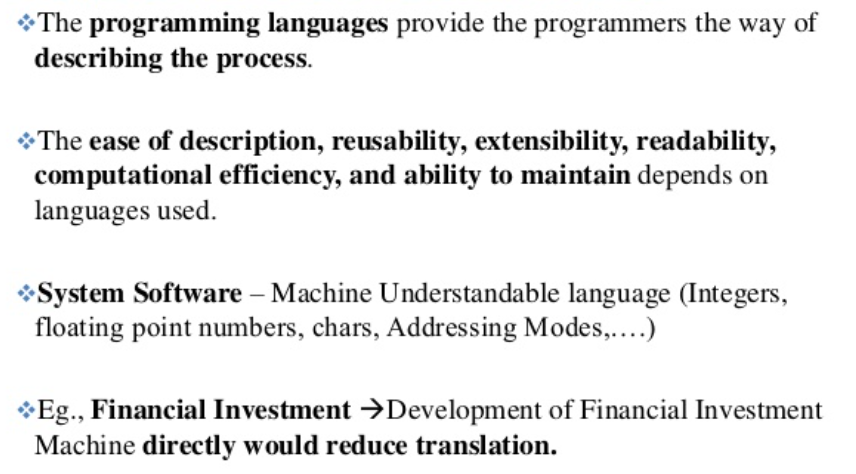 ❖The programming languages provide the programmers the way of
describing the process.
❖The ease of description, reusability, extensibility, readability,
computational efficiency, and ability to maintain depends on
languages used.
❖System Software – Machine Understandable language (Integers,
floating point numbers, chars, Addressing Modes,….)
❖Eg., Financial Investment →Development of Financial Investment
Machine directly would reduce translation.